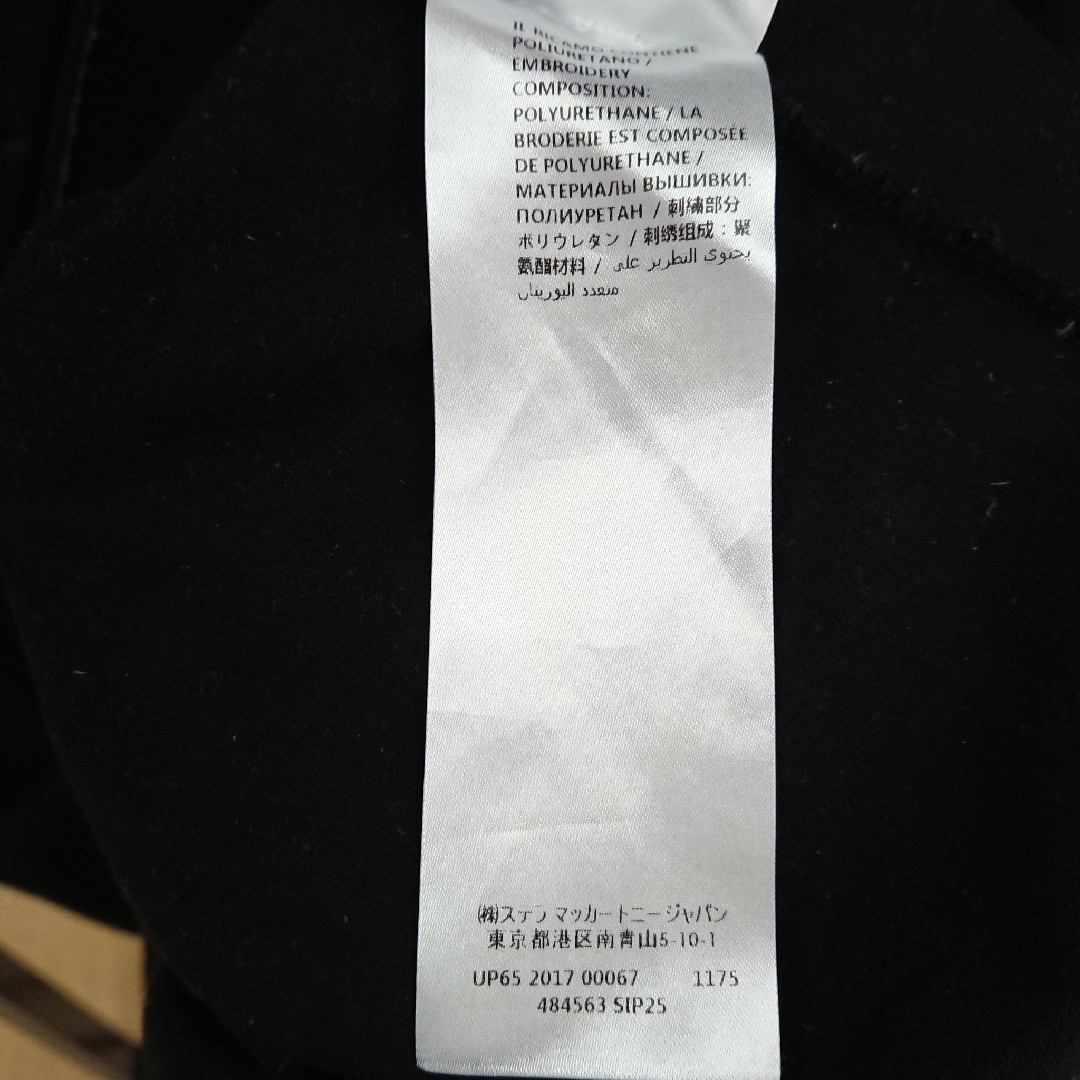 IL RICAMO CONTIENE
POLIURETANO /
EMBROIDERY
COMPOSITION:
POLYURETHANE / LA
BRODERIE EST COMPOSÉE
DE POLYURETHANE /
МАТЕРИАЛЫ ВЫШИВКИ:
ПОЛИУРЕТАН / 刺繍部分
ポリウレタン / 刺绣组成：聚
氨酯材料 / يحتوي التطريز على
متعدد اليوريثان
㈱ステラ マッカートニージャパン
東京都港区南青山5-10-1
UP65 2017 00067 1175
484563 SIP25